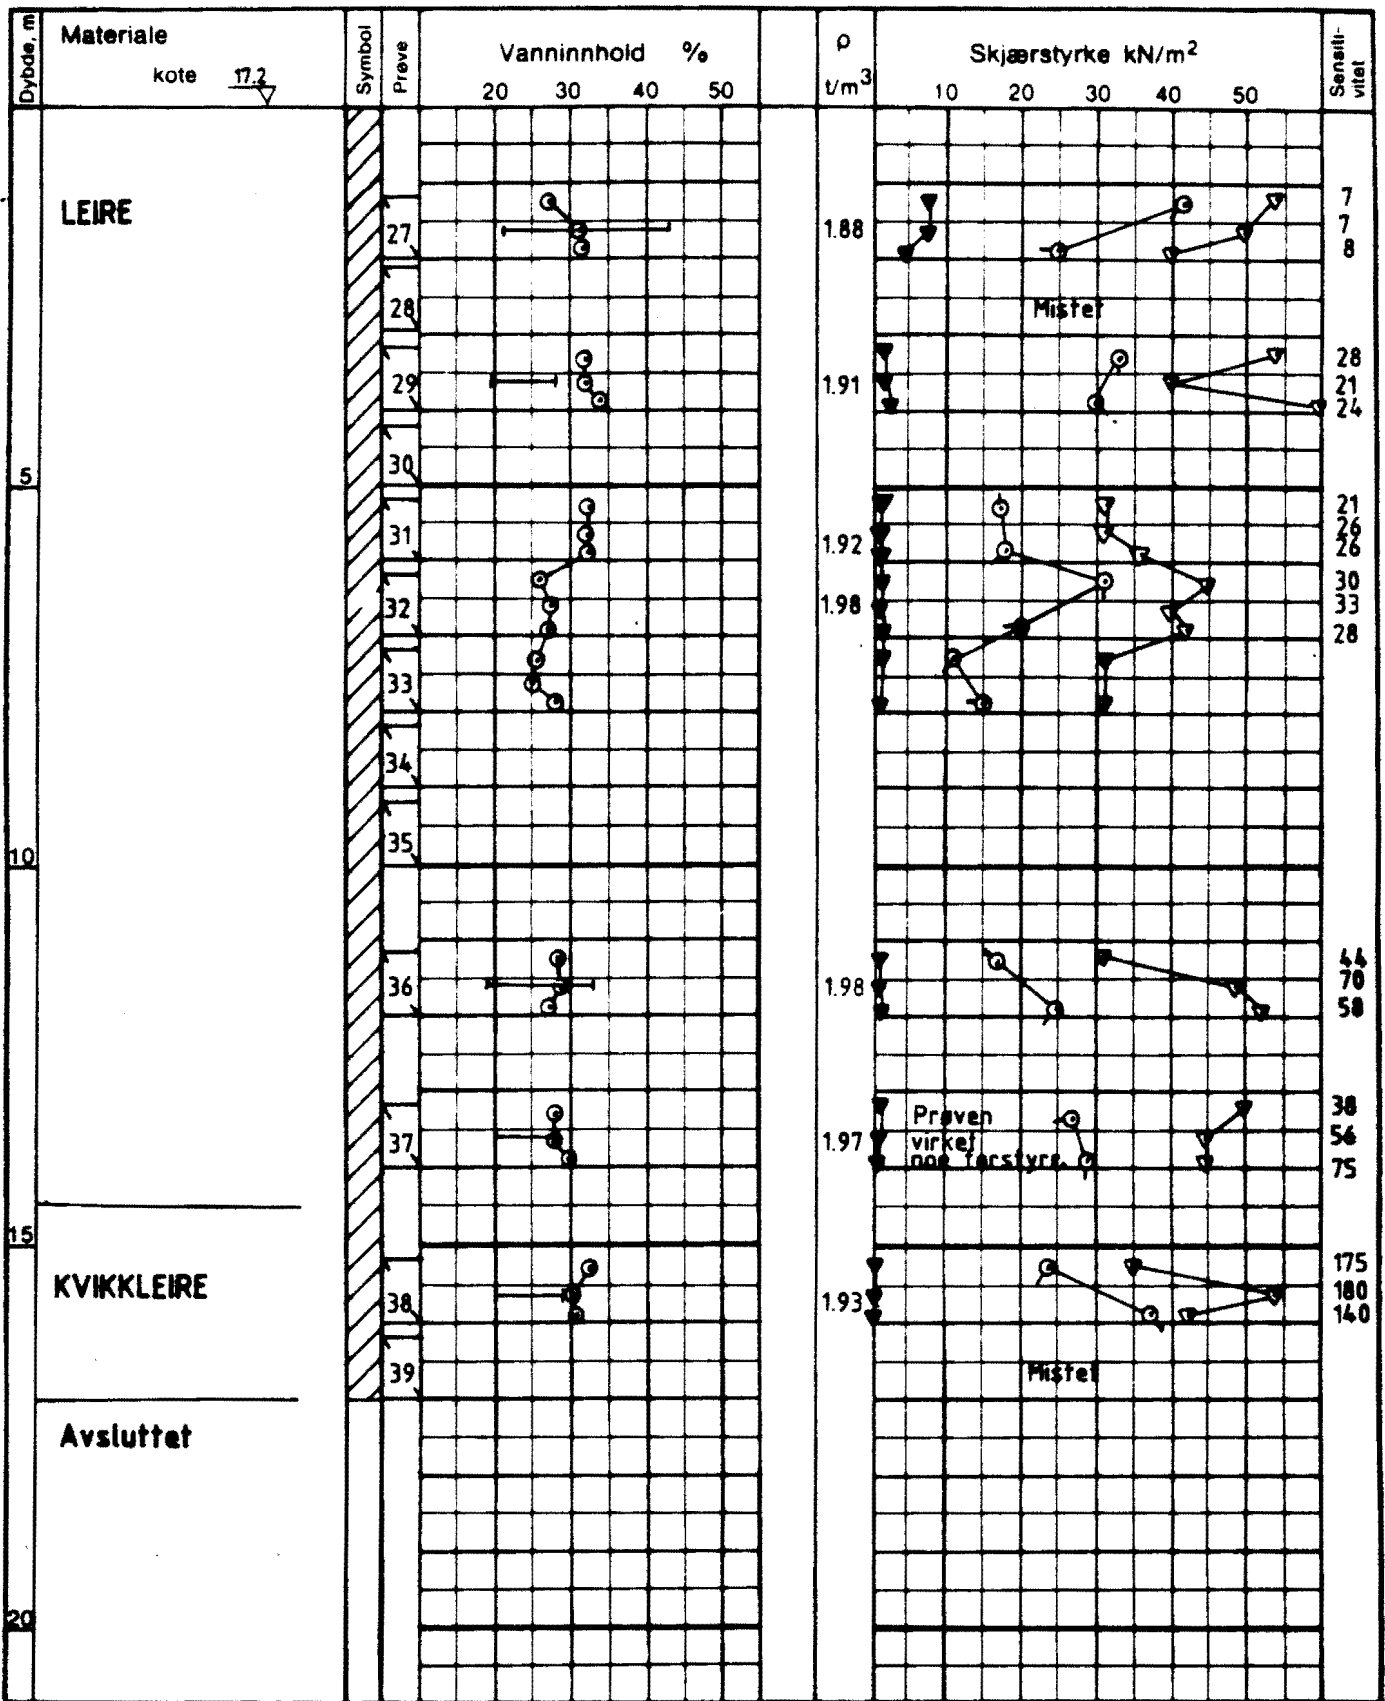 Dybde, m
Materiale
kote 17.2
Symbol
Prøve
Vanninnhold %
20 30 40 50
ρ
t/m³
Skjærstyrke kN/m²
10 20 30 40 50
Sensiti-
vitet
LEIRE
27
1.88
7
7
8
28
Mistet
29
1.91
28
21
24
30
5
31
1.92
21
26
26
32
1.98
30
33
28
33
34
35
10
36
1.98
44
70
58
37
1.97
Prøven
virket
noe forstyrr.
38
56
75
15
KVIKKLEIRE
38
1.93
175
180
140
39
Mistet
Avsluttet
20